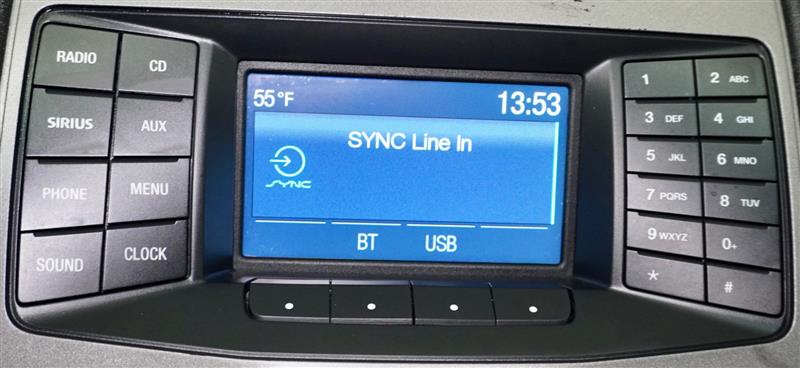 RADIO
CD
SIRIUS
AUX
PHONE
MENU
SOUND
CLOCK
55°F
13:53
SYNC Line In
SYNC
BT
USB
1
2 ABC
3 DEF
4 GHI
5 JKL
6 MNO
7 PQRS
8 TUV
9 WXYZ
0+
*
#